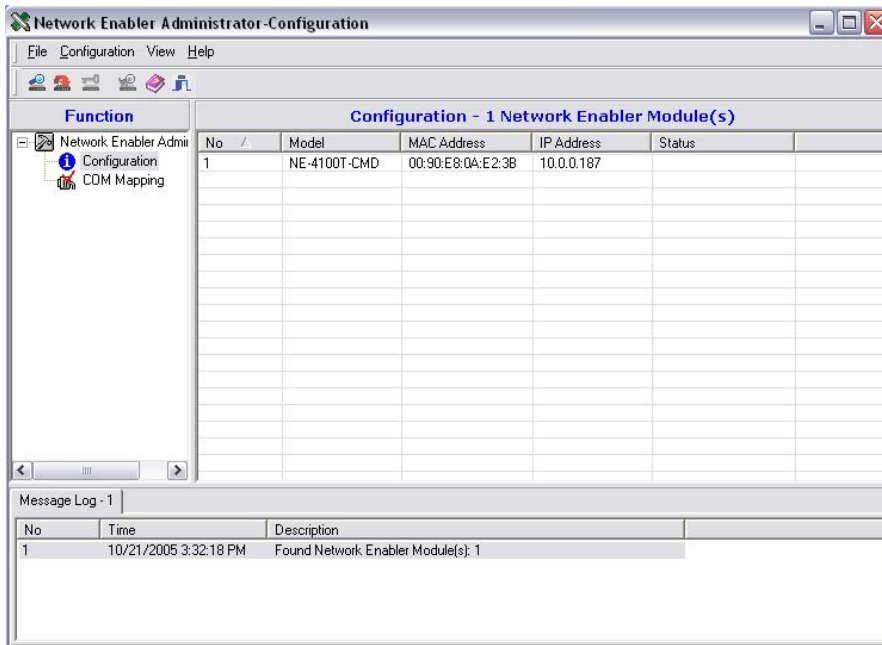 Network Enabler Administrator-Configuration
File Configuration View Help
Function
Configuration - 1 Network Enabler Module(s)
Network Enabler Admi
Configuration
COM Mapping
No Model MAC Address IP Address Status
1 NE-4100T-CMD 00:90:E8:0A:E2:3B 10.0.0.187
Message Log - 1
No Time Description
1 10/21/2005 3:32:18 PM Found Network Enabler Module(s): 1